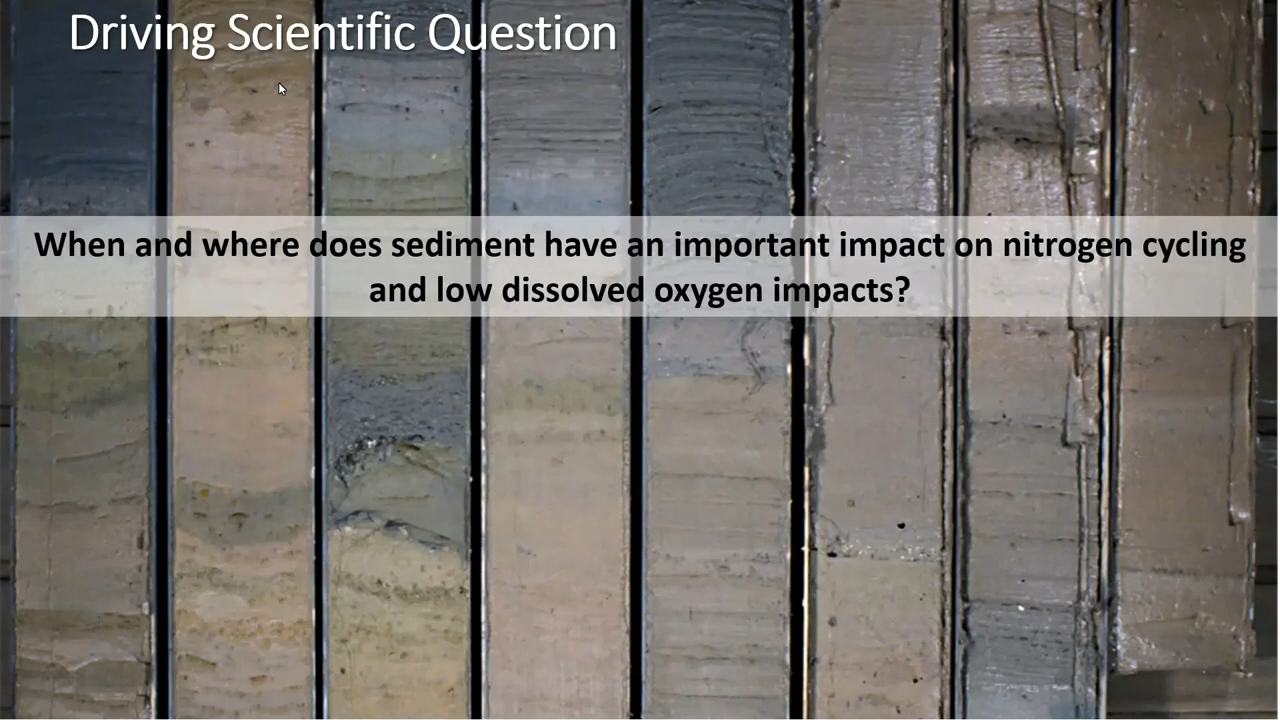 Driving Scientific Question
When and where does sediment have an important impact on nitrogen cycling
and low dissolved oxygen impacts?